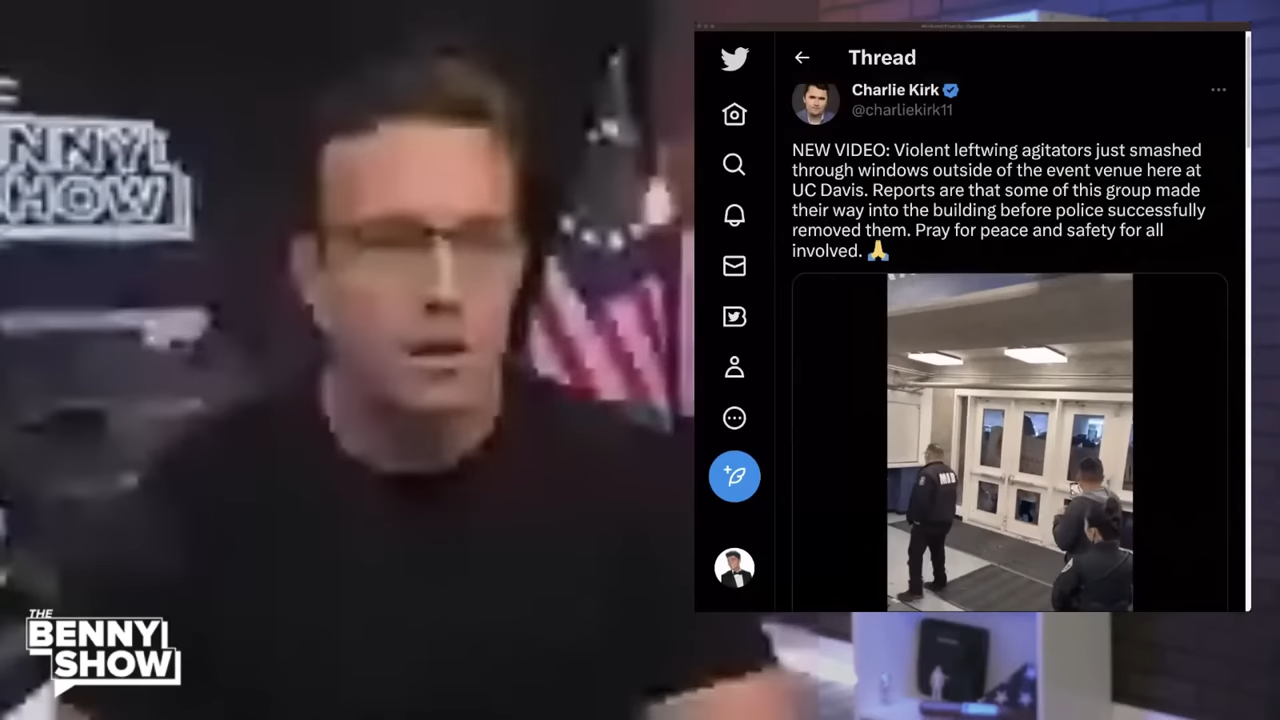 NNY
HOW
Thread
Charlie Kirk
@charliekirk11
NEW VIDEO: Violent leftwing agitators just smashed
through windows outside of the event venue here at
UC Davis. Reports are that some of this group made
their way into the building before police successfully
removed them. Pray for peace and safety for all
involved. 🙏
THE
BENNY
SHOW